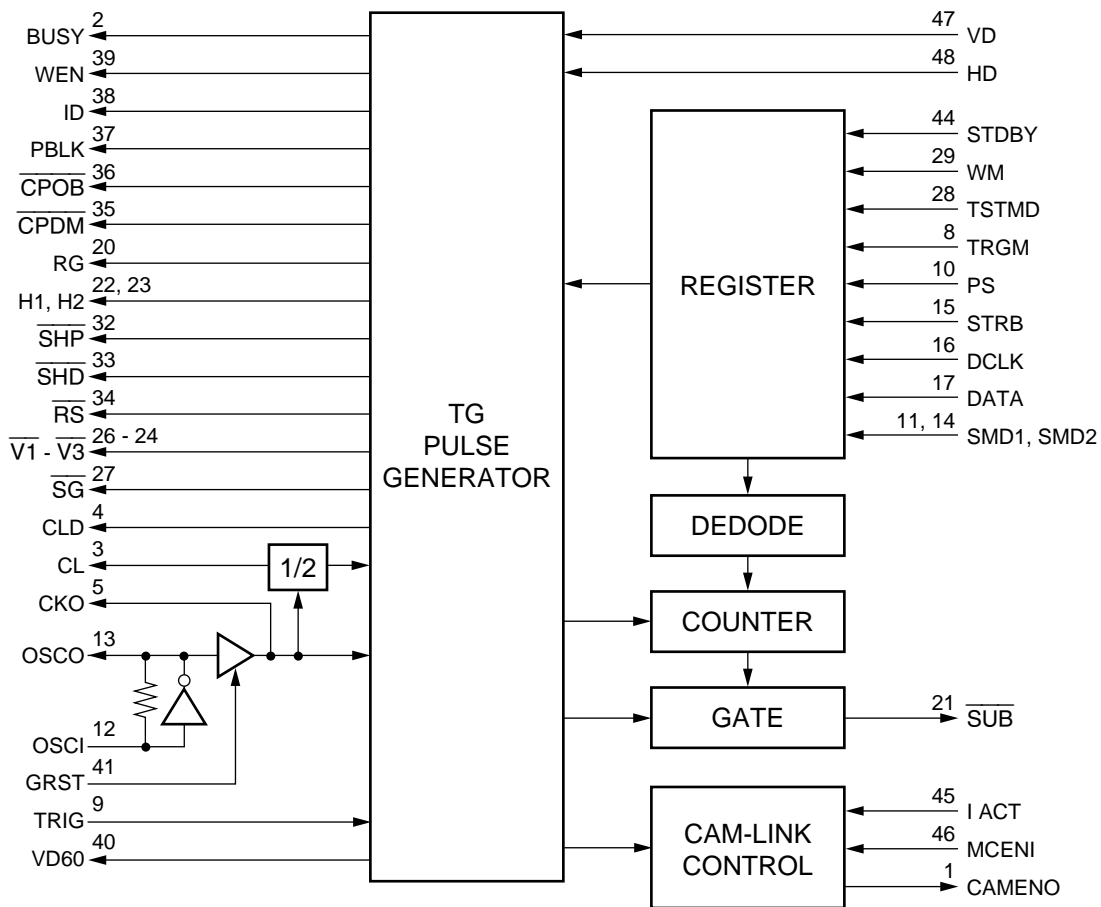 2
BUSY
39
WEN
38
ID
37
PBLK
36
CPOB
35
CPDM
20
RG
22, 23
H1, H2
32
SHP
33
SHD
34
RS
26 - 24
V1 - V3
27
SG
4
CLD
3
CL
5
CKO
13
OSCO
12
OSCI
41
GRST
9
TRIG
40
VD60
1/2
TG
PULSE
GENERATOR
47
VD
48
HD
REGISTER
44
STDBY
29
WM
28
TSTMD
8
TRGM
10
PS
15
STRB
16
DCLK
17
DATA
11, 14
SMD1, SMD2
DEDODE
COUNTER
GATE
21
SUB
CAM-LINK
CONTROL
45
I ACT
46
MCENI
1
CAMENO